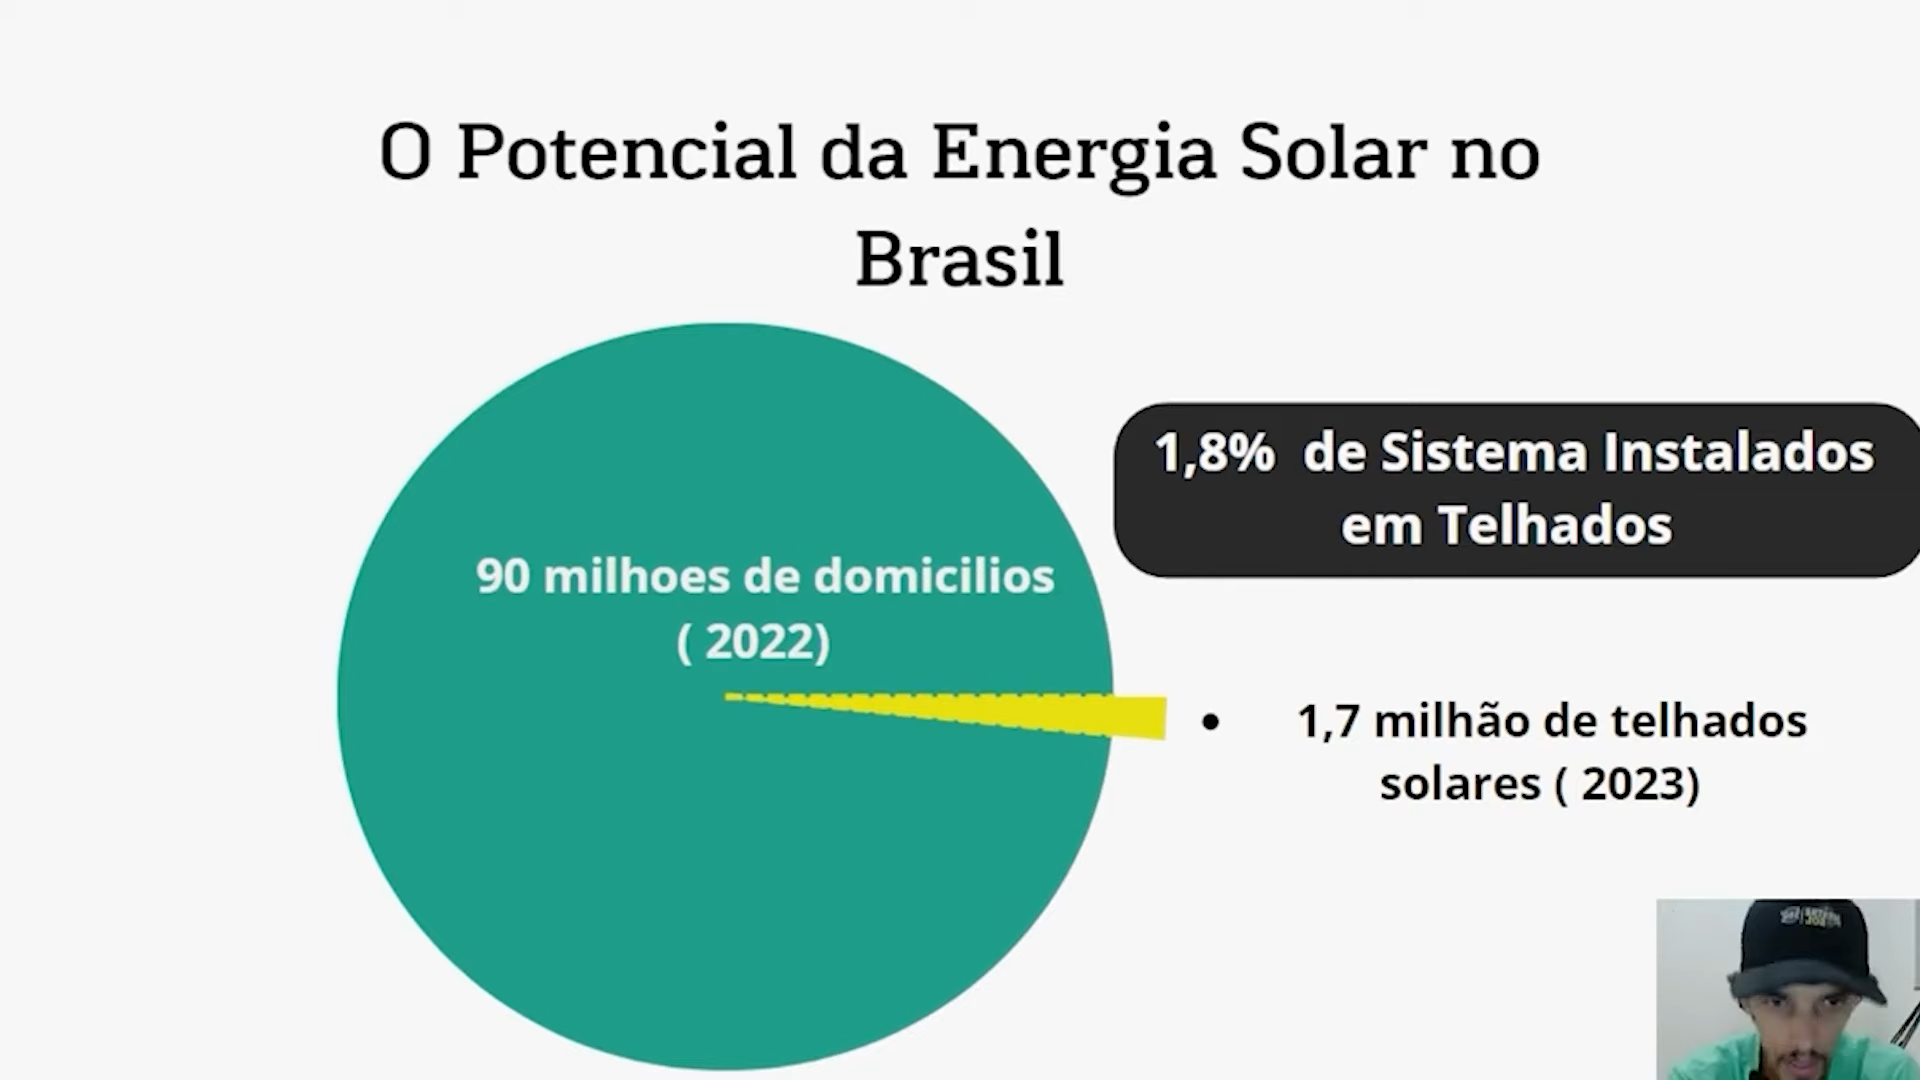 O Potencial da Energia Solar no
Brasil
1,8% de Sistema Instalados
em Telhados
90 milhoes de domicilios
( 2022)
• 1,7 milhão de telhados
solares ( 2023)